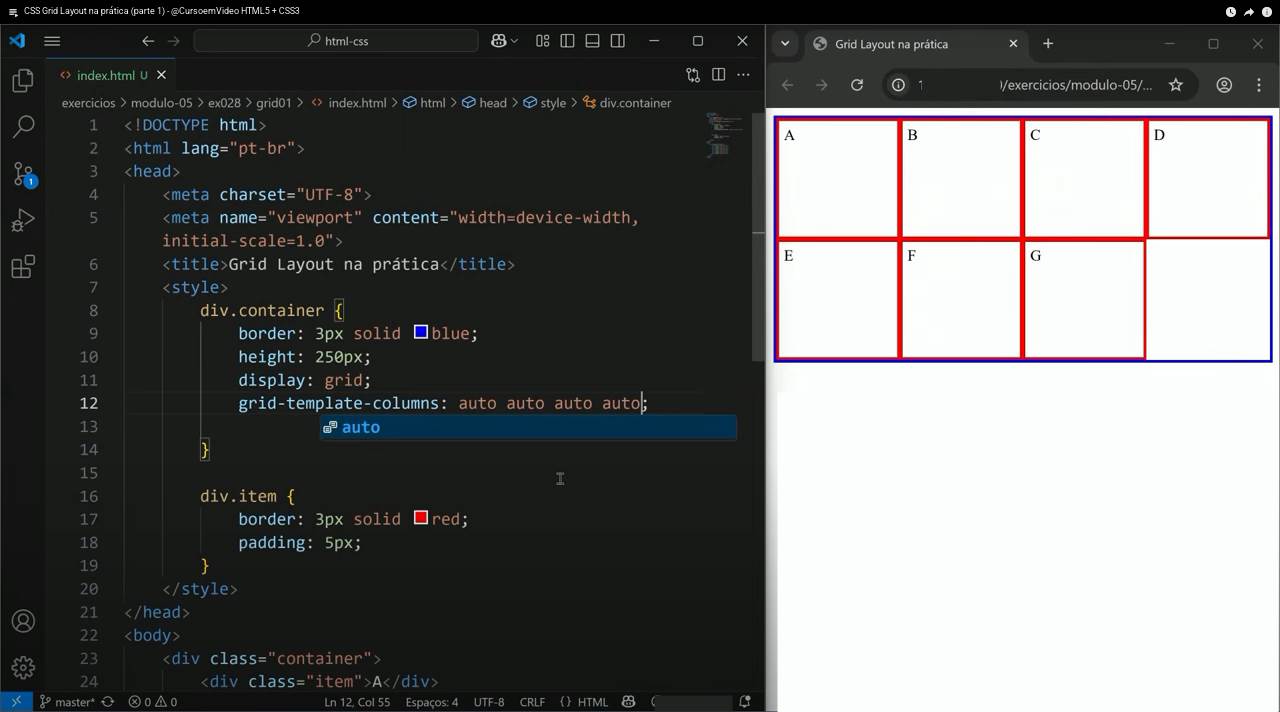 CSS Grid Layout na prática (parte 1) - @CursoemVideo HTML5 + CSS3
html-css
Grid Layout na prática
index.html U
)/exercicios/modulo-05/...
exercicios > modulo-05 > ex028 > grid01 > index.html > html > head > style > div.container
1 <!DOCTYPE html>
2 <html lang="pt-br">
3 <head>
4 <meta charset="UTF-8">
5 <meta name="viewport" content="width=device-width,
initial-scale=1.0">
6 <title>Grid Layout na prática</title>
7 <style>
8 div.container {
9 border: 3px solid blue;
10 height: 250px;
11 display: grid;
12 grid-template-columns: auto auto auto auto;
13 auto
14 }
15
16 div.item {
17 border: 3px solid red;
18 padding: 5px;
19 }
20 </style>
21 </head>
22 <body>
23 <div class="container">
24 <div class="item">A</div>
A B C D
E F G
1
master* 0 0 Ln 12, Col 55 Espaços: 4 UTF-8 CRLF {} HTML